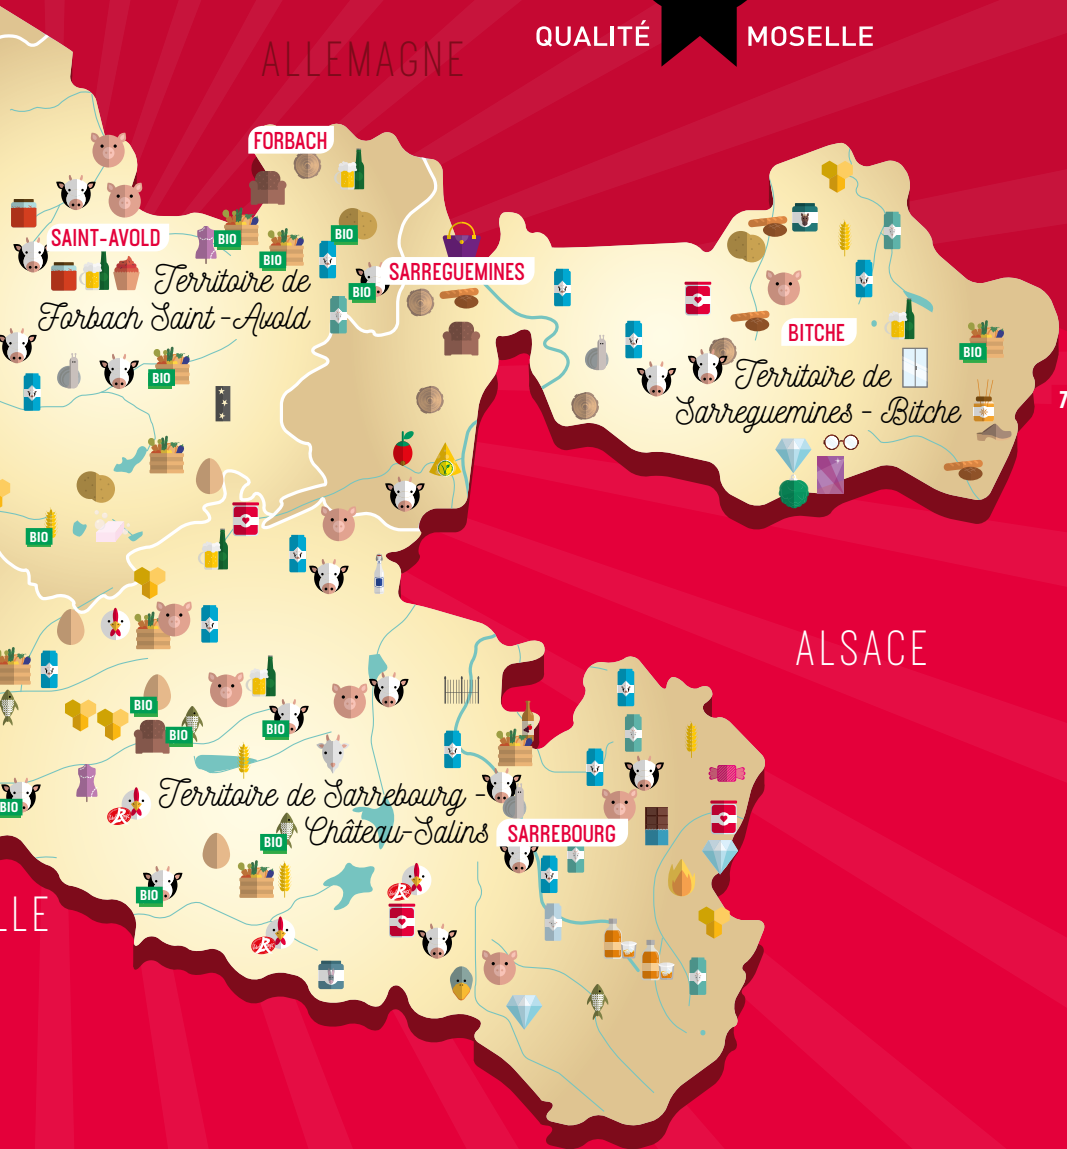 QUALITÉ MOSELLE
ALLEMAGNE
FORBACH
SAINT-AVOLD
BIO
BIO
BIO
BIO
SARREGUEMINES
Territoire de
Forbach Saint-Avold
BITCHE
BIO
Territoire de
Sarreguemines - Bitche
7
BIO
BIO
ALSACE
BIO
BIO
BIO
BIO
Territoire de Sarrebourg -
Château-Salins
SARREBOURG
BIO
BIO
LLE